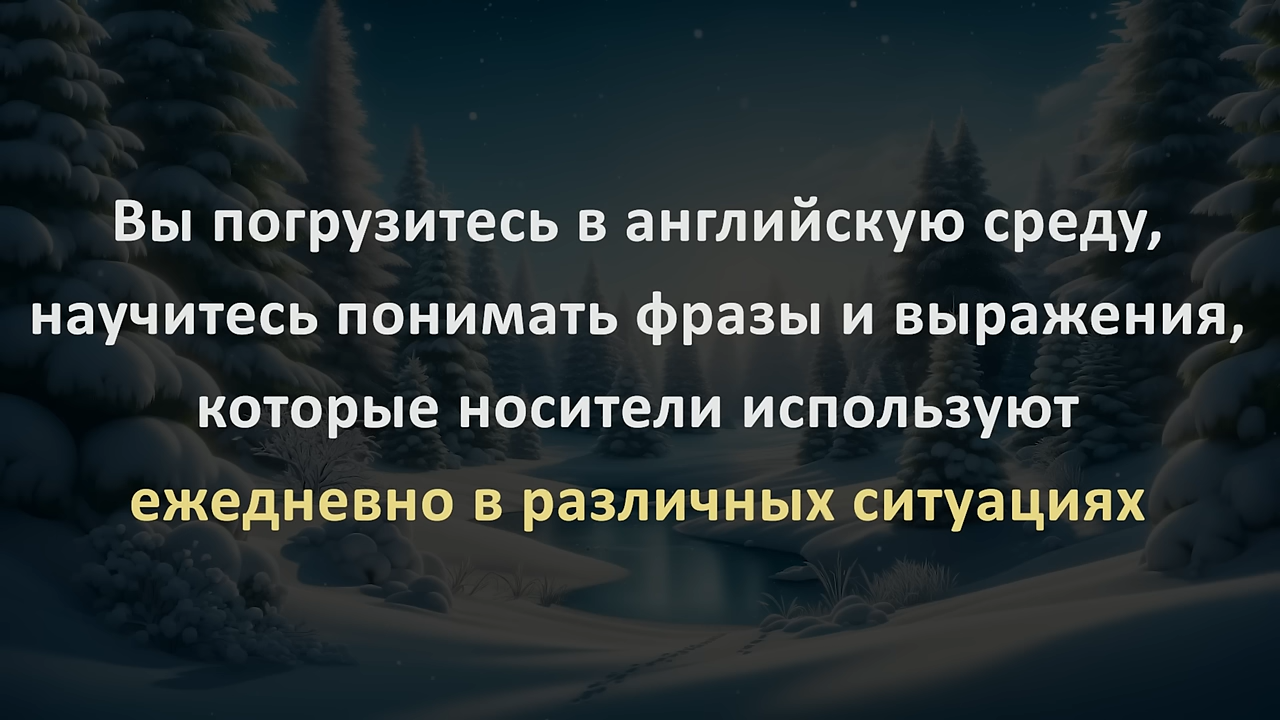 Вы погрузитесь в английскую среду,
научитесь понимать фразы и выражения,
которые носители используют
ежедневно в различных ситуациях